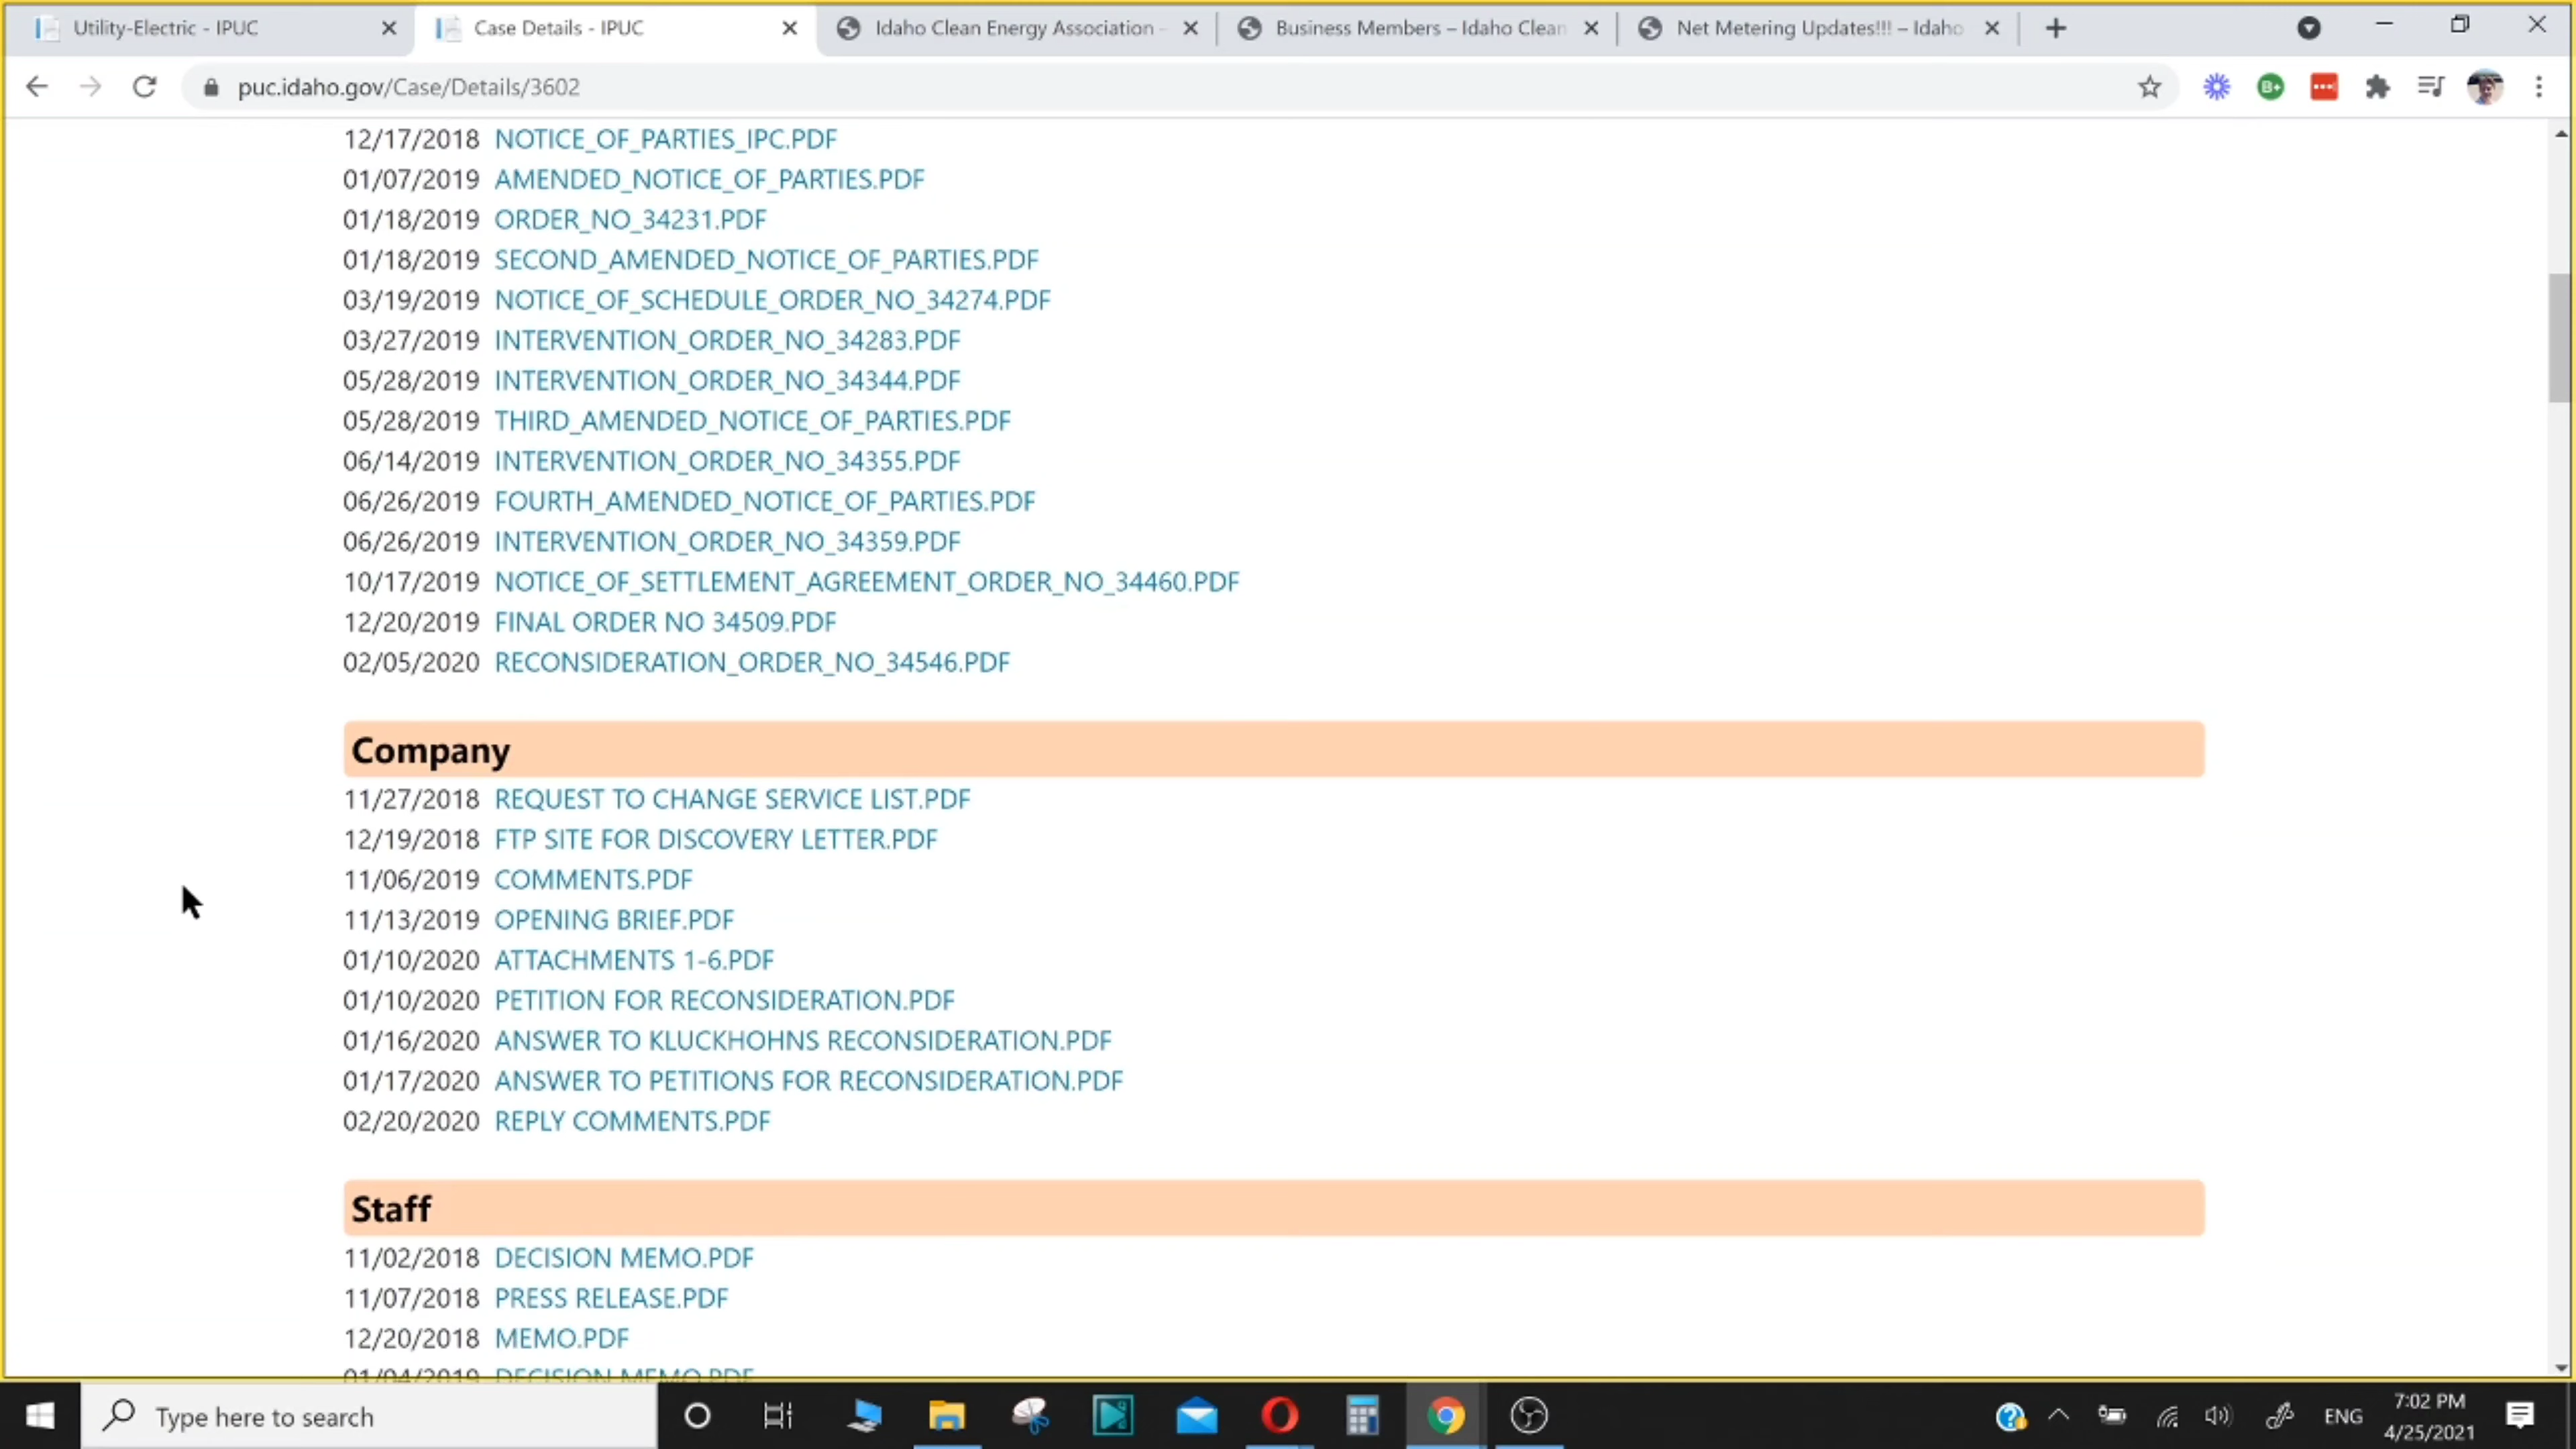 Utility-Electric - IPUC
Case Details - IPUC
Idaho Clean Energy Association -
Business Members – Idaho Clean
Net Metering Updates!!! – Idaho
puc.idaho.gov/Case/Details/3602
B+
12/17/2018 NOTICE_OF_PARTIES_IPC.PDF
01/07/2019 AMENDED_NOTICE_OF_PARTIES.PDF
01/18/2019 ORDER_NO_34231.PDF
01/18/2019 SECOND_AMENDED_NOTICE_OF_PARTIES.PDF
03/19/2019 NOTICE_OF_SCHEDULE_ORDER_NO_34274.PDF
03/27/2019 INTERVENTION_ORDER_NO_34283.PDF
05/28/2019 INTERVENTION_ORDER_NO_34344.PDF
05/28/2019 THIRD_AMENDED_NOTICE_OF_PARTIES.PDF
06/14/2019 INTERVENTION_ORDER_NO_34355.PDF
06/26/2019 FOURTH_AMENDED_NOTICE_OF_PARTIES.PDF
06/26/2019 INTERVENTION_ORDER_NO_34359.PDF
10/17/2019 NOTICE_OF_SETTLEMENT_AGREEMENT_ORDER_NO_34460.PDF
12/20/2019 FINAL ORDER NO 34509.PDF
02/05/2020 RECONSIDERATION_ORDER_NO_34546.PDF
Company
11/27/2018 REQUEST TO CHANGE SERVICE LIST.PDF
12/19/2018 FTP SITE FOR DISCOVERY LETTER.PDF
11/06/2019 COMMENTS.PDF
11/13/2019 OPENING BRIEF.PDF
01/10/2020 ATTACHMENTS 1-6.PDF
01/10/2020 PETITION FOR RECONSIDERATION.PDF
01/16/2020 ANSWER TO KLUCKHOHNS RECONSIDERATION.PDF
01/17/2020 ANSWER TO PETITIONS FOR RECONSIDERATION.PDF
02/20/2020 REPLY COMMENTS.PDF
Staff
11/02/2018 DECISION MEMO.PDF
11/07/2018 PRESS RELEASE.PDF
12/20/2018 MEMO.PDF
01/04/2019 DECISION MEMO.PDF
Type here to search
ENG
7:02 PM
4/25/2021